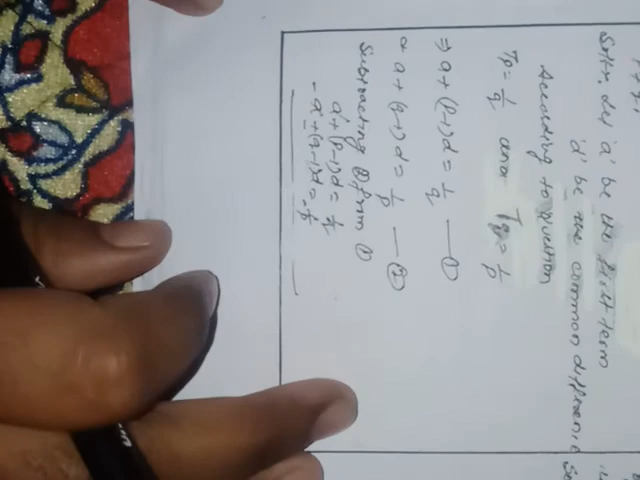 Soln, let 'a' be the first term
'd' be the common difference
According to question
Tp = 1/q and Tq = 1/p
⇒ a + (p-1)d = 1/q — ①
& a + (q-1)d = 1/p — ②
Subtracting ② from ①
a + (p-1)d = 1/q
- a + (q-1)d = - 1/p